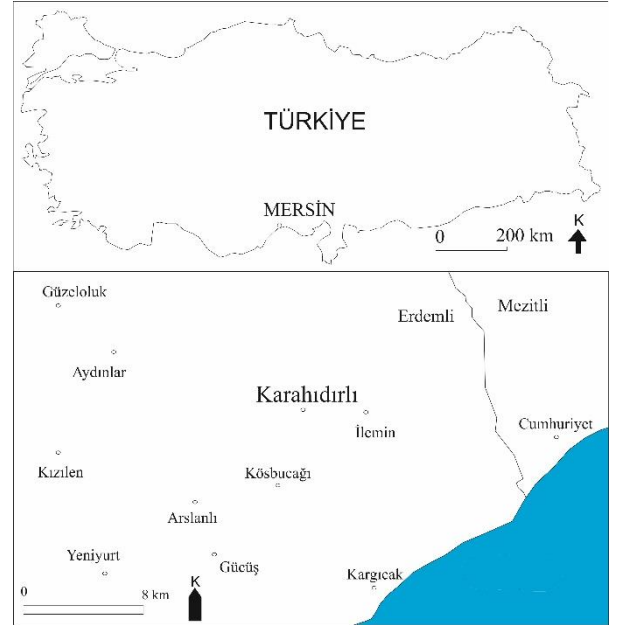 TÜRKİYE
MERSİN
0 200 km
K
Güzeloluk
Erdemli
Mezitli
Aydınlar
Karahıdırlı
İlemin
Cumhuriyet
Kızılen
Kösbucağı
Arslanlı
Yeniyurt
Gücüş
Kargıcak
K
0
8 km